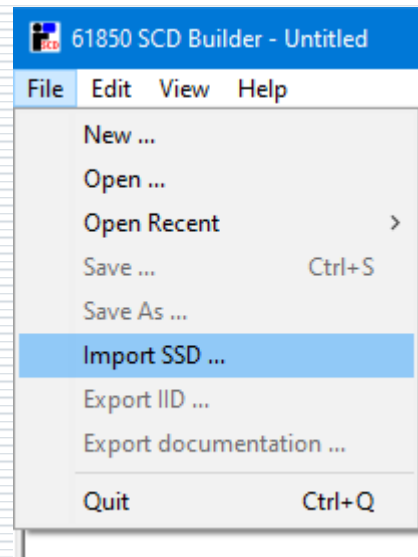 SCD
61850 SCD Builder - Untitled
File Edit View Help
New ...
Open ...
Open Recent >
Save ... Ctrl+S
Save As ...
Import SSD ...
Export IID ...
Export documentation ...
Quit Ctrl+Q